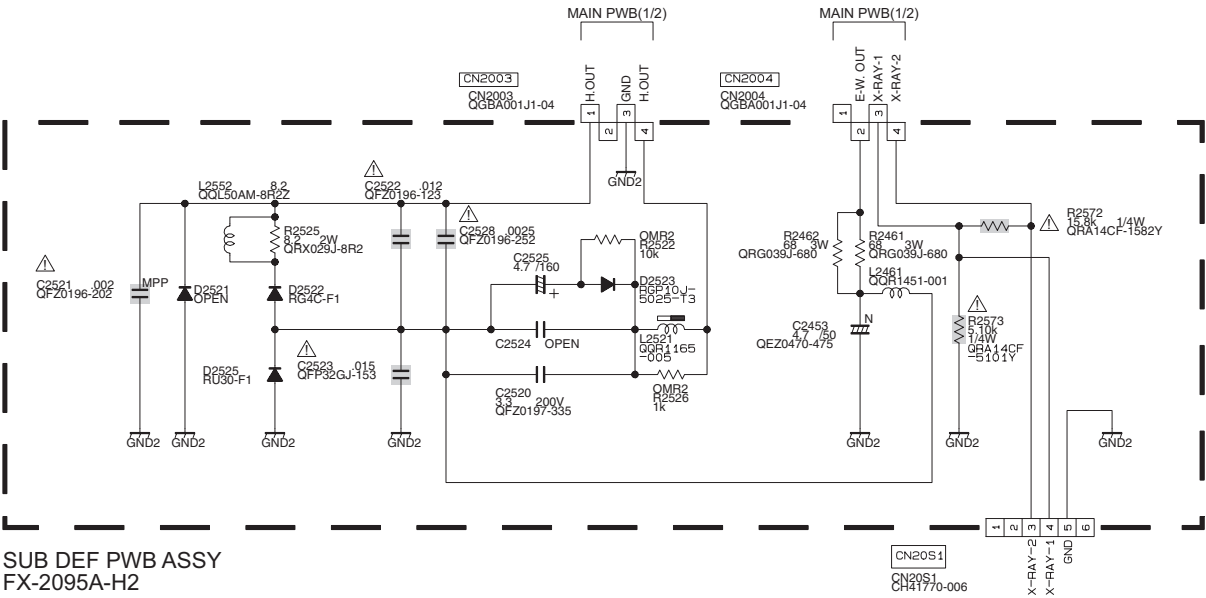 MAIN PWB(1/2)
MAIN PWB(1/2)
CN2003
CN2003
QGBA001J1-04
H.OUT
GND
H.OUT
1
2
3
4
CN2004
CN2004
QGBA001J1-04
E-W. OUT
X-RAY-1
X-RAY-2
1
2
3
4
GND2
L2552 8.2
QQL50AM-8R2Z
C2522 .012
QFZ0196-123
R2525
8.2 2W
QRX029J-8R2
C2528 .0025
QFZ0196-252
C2525
4.7 /160
+
OMR2
R2522
10k
R2462
68 3W
QRG039J-680
R2461
68 3W
QRG039J-680
R2572
15.8k 1/4W
QRA14CF-1582Y
C2521 .002
QFZ0196-202
MPP
D2521
OPEN
D2522
RG4C-F1
D2523
RGP10J-
5025-T3
L2461
QQR1451-001
C2524 OPEN
L2521
QQR1165
-005
C2453
4.7 /50
QEZ0470-475
N
R2573
5.10k
1/4W
QRA14CF
-5101Y
D2525
RU30-F1
C2523 .015
QFP32GJ-153
C2520
3.3 200V
QFZ0197-335
OMR2
R2526
1k
GND2
GND2
GND2
GND2
GND2
GND2
GND2
1
2
3
4
5
6
X-RAY-2
X-RAY-1
GND
CN20S1
CN20S1
CH41770-006
SUB DEF PWB ASSY
FX-2095A-H2